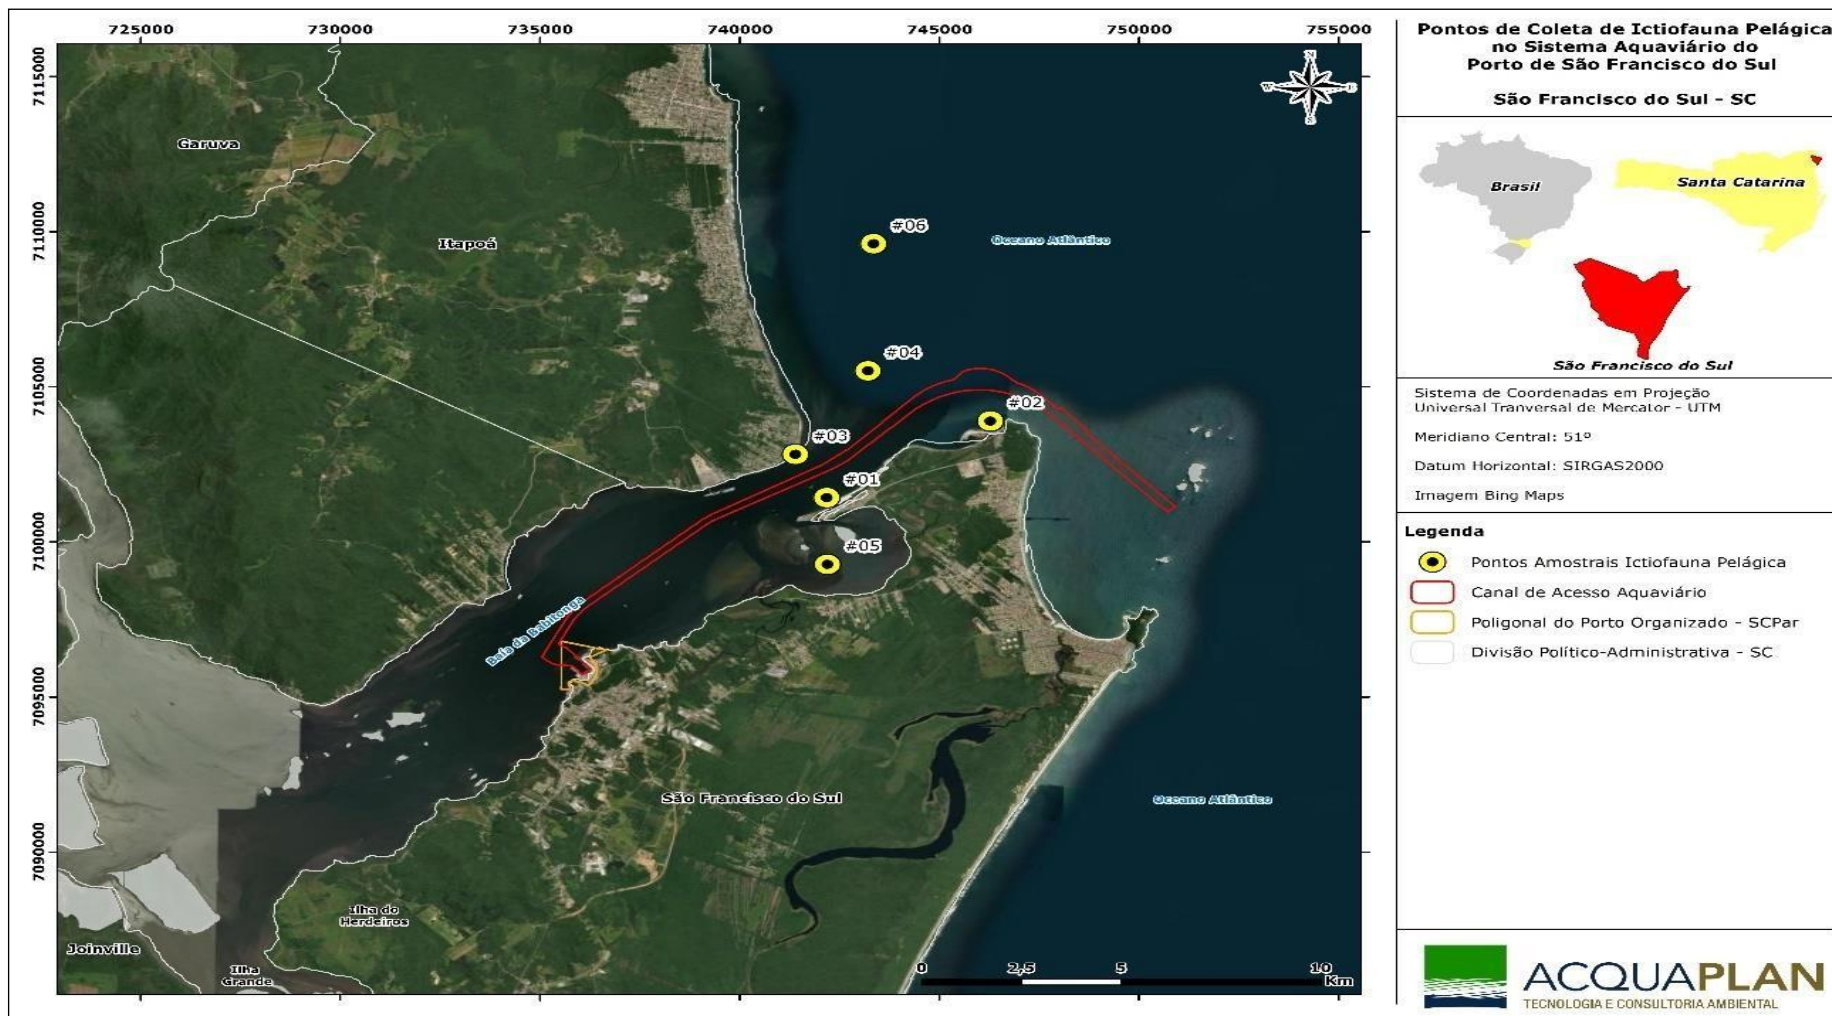 725000
730000
735000
740000
745000
750000
755000
7115000
7110000
7105000
7100000
7095000
7090000
N
W
E
S
Garuva
Itapoá
#06
Oceano Atlântico
#04
#02
#03
#01
#05
Baía da Babitonga
São Francisco do Sul
Oceano Atlântico
Ilha do
Herdeiros
Joinville
Ilha
Grande
0
2,5
5
10
Km
Pontos de Coleta de Ictiofauna Pelágica
no Sistema Aquaviário do
Porto de São Francisco do Sul
São Francisco do Sul - SC
Brasil
Santa Catarina
São Francisco do Sul
Sistema de Coordenadas em Projeção
Universal Tranversal de Mercator - UTM
Meridiano Central: 51º
Datum Horizontal: SIRGAS2000
Imagem Bing Maps
Legenda
Pontos Amostrais Ictiofauna Pelágica
Canal de Acesso Aquaviário
Poligonal do Porto Organizado - SCPar
Divisão Político-Administrativa - SC
ACQUAPLAN
TECNOLOGIA E CONSULTORIA AMBIENTAL